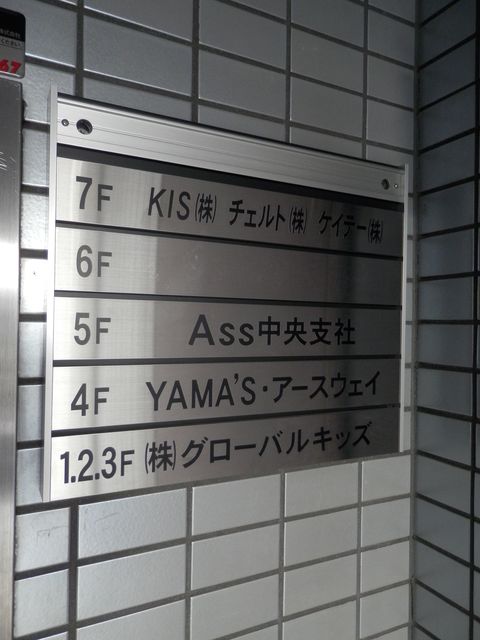 67
7F KIS(株) チェルト(株) ケイテー(株)
6F
5F Ass中央支社
4F YAMA'S・アースウェイ
1.2.3F (株)グローバルキッズ